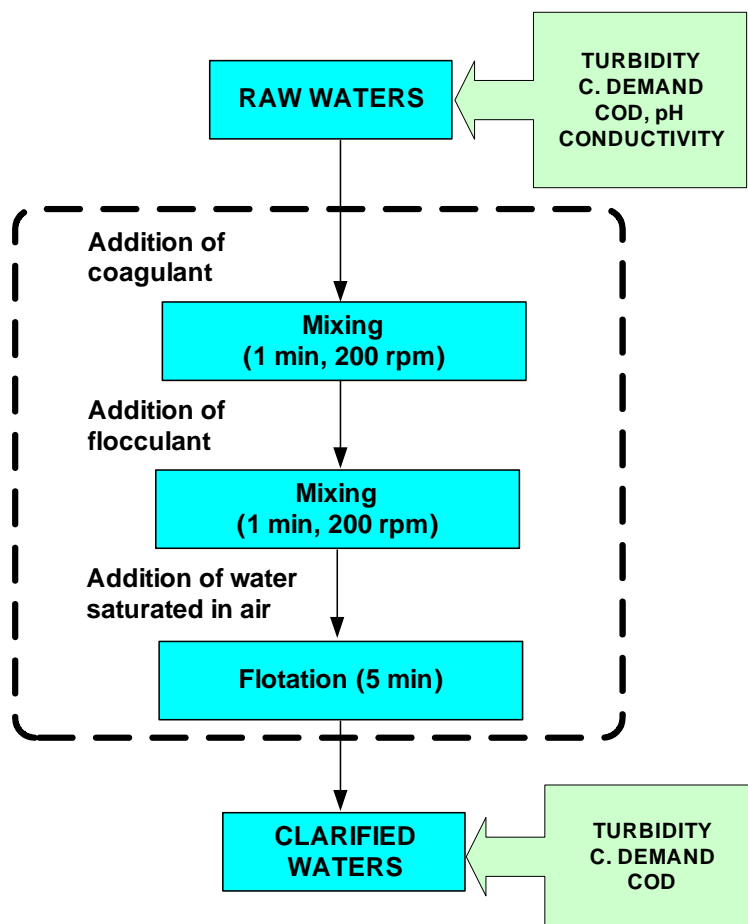 RAW WATERS
TURBIDITY
C. DEMAND
COD, pH
CONDUCTIVITY
Addition of
coagulant
Mixing
(1 min, 200 rpm)
Addition of
flocculant
Mixing
(1 min, 200 rpm)
Addition of water
saturated in air
Flotation (5 min)
CLARIFIED
WATERS
TURBIDITY
C. DEMAND
COD